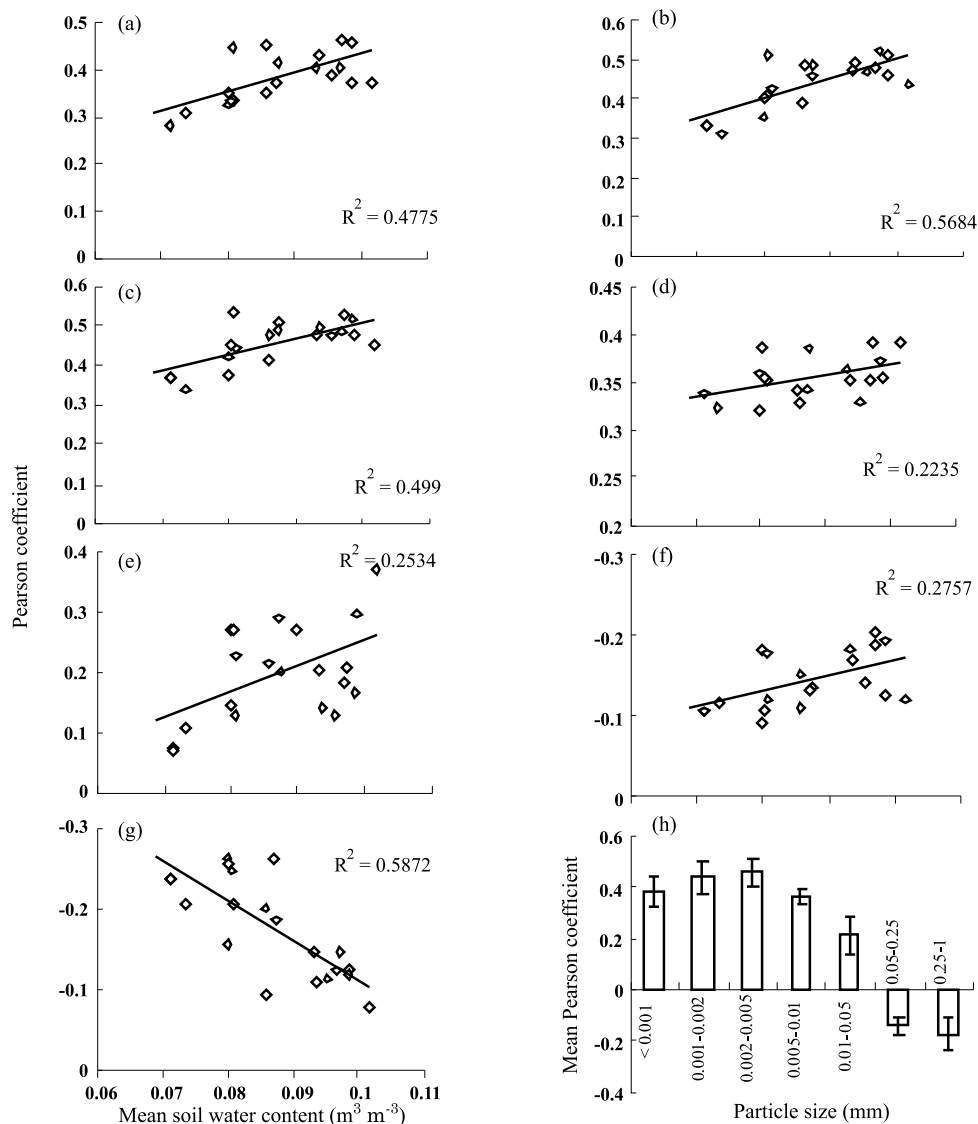 (a)
0.5
0.4
0.3
0.2
0.1
0
R² = 0.4775
(b)
0.6
0.5
0.4
0.3
0.2
0.1
0
R² = 0.5684
(c)
0.6
0.5
0.4
0.3
0.2
0.1
0
R² = 0.499
(d)
0.45
0.4
0.35
0.3
0.25
0.2
R² = 0.2235
Pearson coefficient
(e)
0.4
0.3
0.2
0.1
0
R² = 0.2534
(f)
-0.3
-0.2
-0.1
0
R² = 0.2757
(g)
-0.3
-0.2
-0.1
0
R² = 0.5872
0.06 0.07 0.08 0.09 0.1 0.11
Mean soil water content (m³ m⁻³)
(h)
Mean Pearson coefficient
0.6
0.4
0.2
0
-0.2
-0.4
< 0.001
0.001-0.002
0.002-0.005
0.005-0.01
0.01-0.05
0.05-0.25
0.25-1
Particle size (mm)